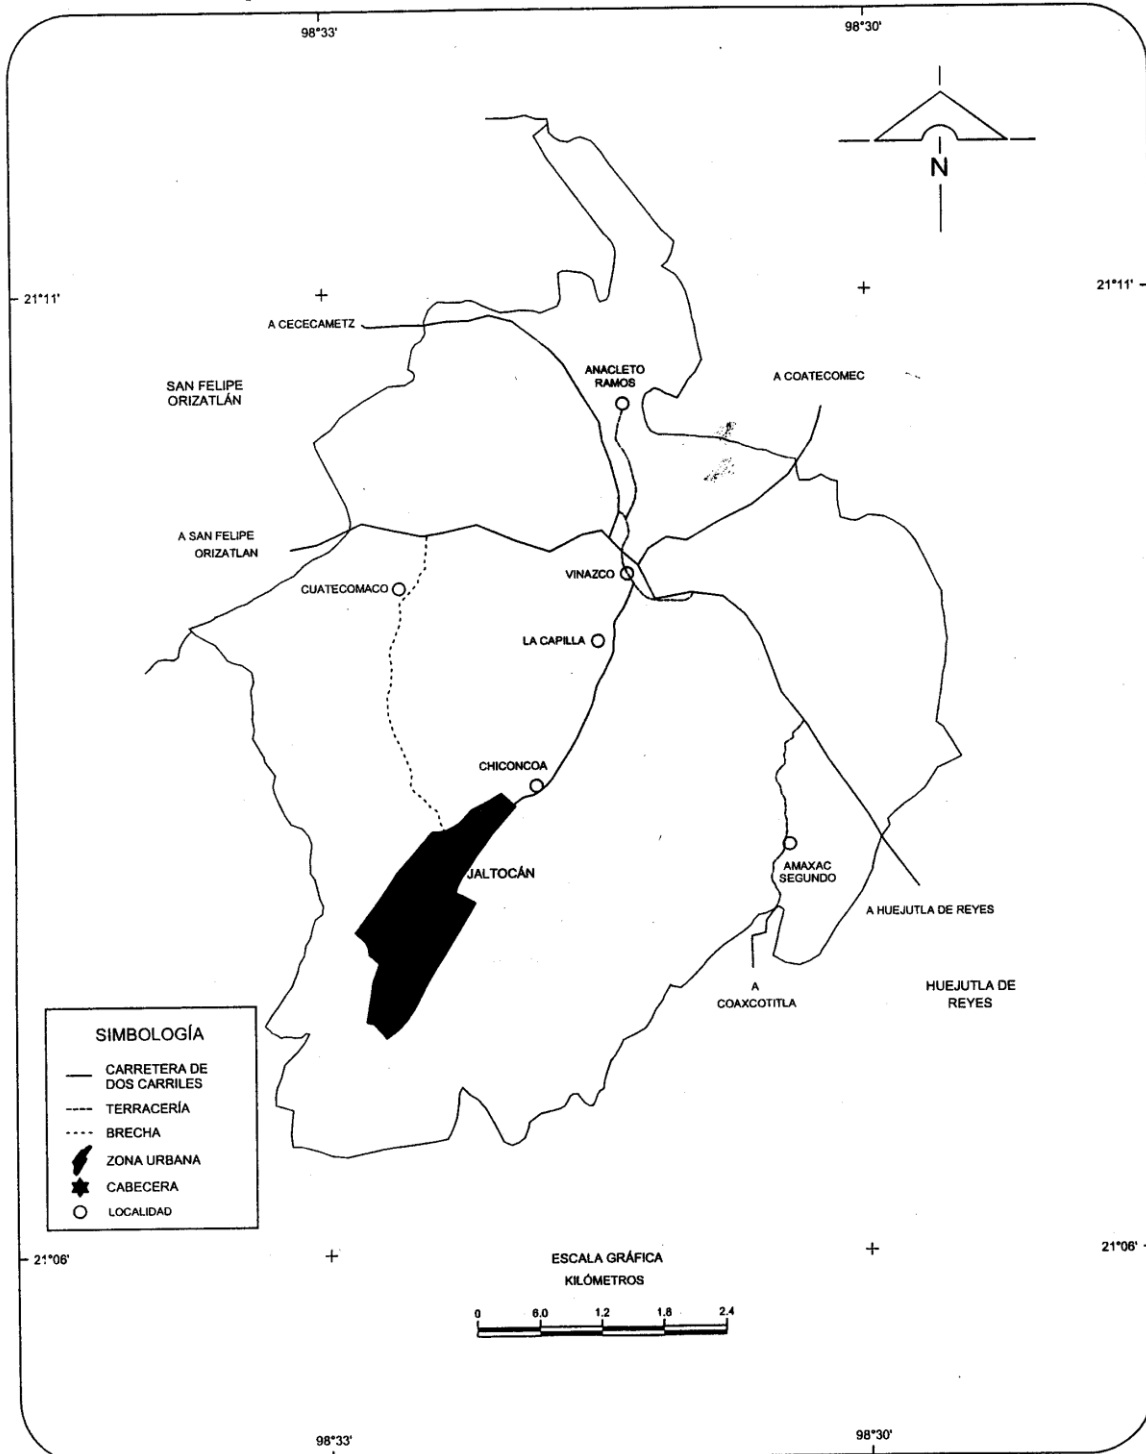 98°33'
98°30'
N
21°11'
21°11'
A CECECAMETZ
SAN FELIPE
ORIZATLÁN
ANACLETO
RAMOS
A COATECOMEC
A SAN FELIPE
ORIZATLAN
CUATECOMACO
VINAZCO
LA CAPILLA
CHICONCOA
JALTOCÁN
AMAXAC
SEGUNDO
A HUEJUTLA DE REYES
A
COAXCOTITLA
HUEJUTLA DE
REYES
SIMBOLOGÍA
CARRETERA DE
DOS CARRILES
TERRACERÍA
BRECHA
ZONA URBANA
CABECERA
LOCALIDAD
21°06'
21°06'
ESCALA GRÁFICA
KILÓMETROS
0 6.0 1.2 1.8 2.4
98°33'
98°30'